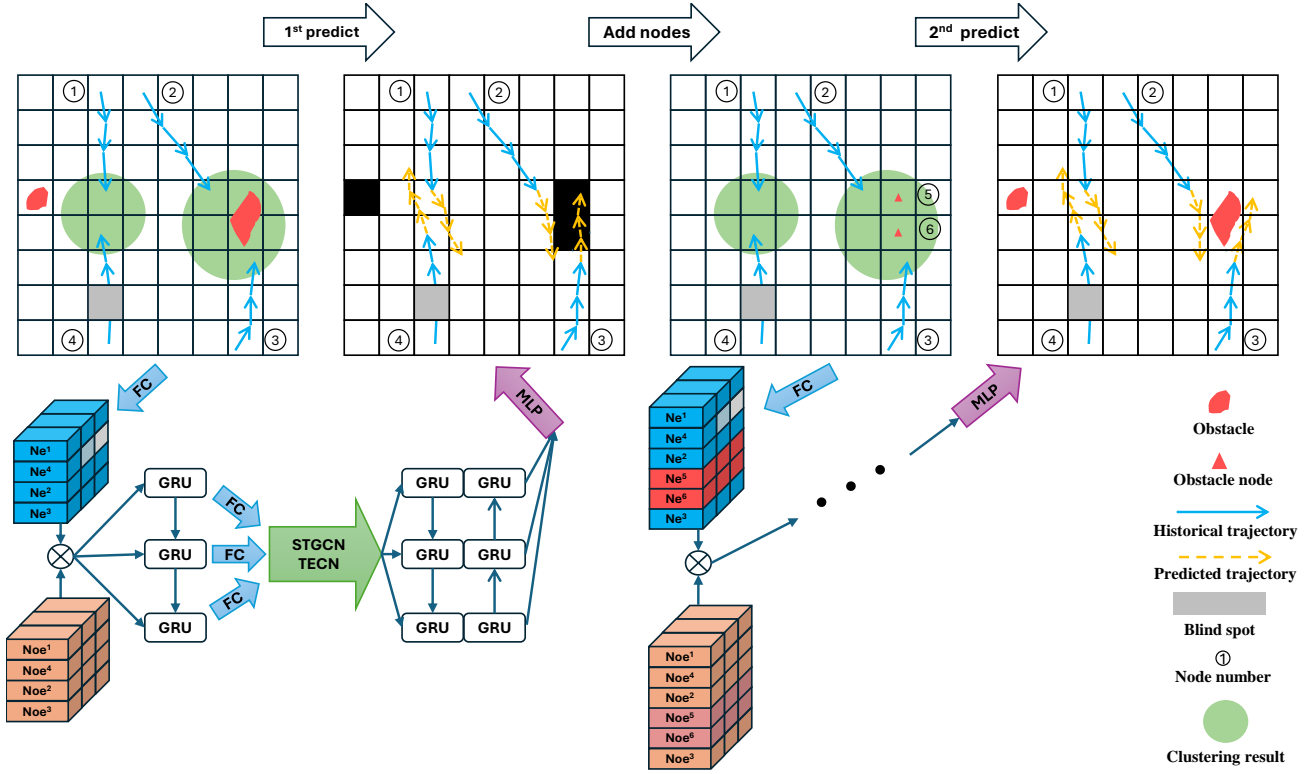 1st predict
Add nodes
2nd predict
① ②
④ ③
① ②
④ ③
① ②
⑤
⑥
④ ③
① ②
④ ③
FC
MLP
FC
MLP
Ne¹
Ne⁴
Ne²
Ne³
GRU
GRU
GRU
FC
FC
FC
STGCN
TECN
GRU GRU
GRU GRU
GRU GRU
Noe¹
Noe⁴
Noe²
Noe³
Ne¹
Ne⁴
Ne²
Ne⁵
Ne⁶
Ne³
Noe¹
Noe⁴
Noe²
Noe⁵
Noe⁶
Noe³
Obstacle
Obstacle node
Historical trajectory
Predicted trajectory
Blind spot
①
Node number
Clustering result